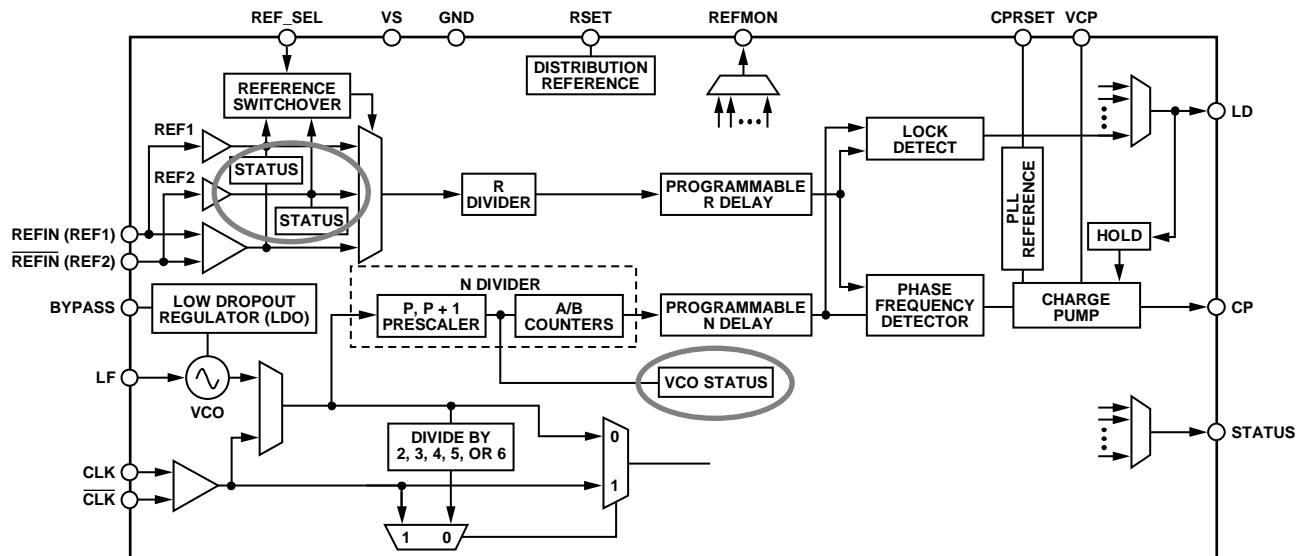 REF_SEL
VS
GND
RSET
REFMON
CPRSET
VCP
DISTRIBUTION
REFERENCE
REFERENCE
SWITCHOVER
REF1
STATUS
REF2
STATUS
REFIN (REF1)
REFIN (REF2)
R
DIVIDER
PROGRAMMABLE
R DELAY
LOCK
DETECT
LD
PLL
REFERENCE
HOLD
N DIVIDER
P, P + 1
PRESCALER
A/B
COUNTERS
PROGRAMMABLE
N DELAY
PHASE
FREQUENCY
DETECTOR
CHARGE
PUMP
CP
BYPASS
LOW DROPOUT
REGULATOR (LDO)
LF
VCO
VCO STATUS
DIVIDE BY
2, 3, 4, 5, OR 6
0
1
STATUS
CLK
CLK
1 0